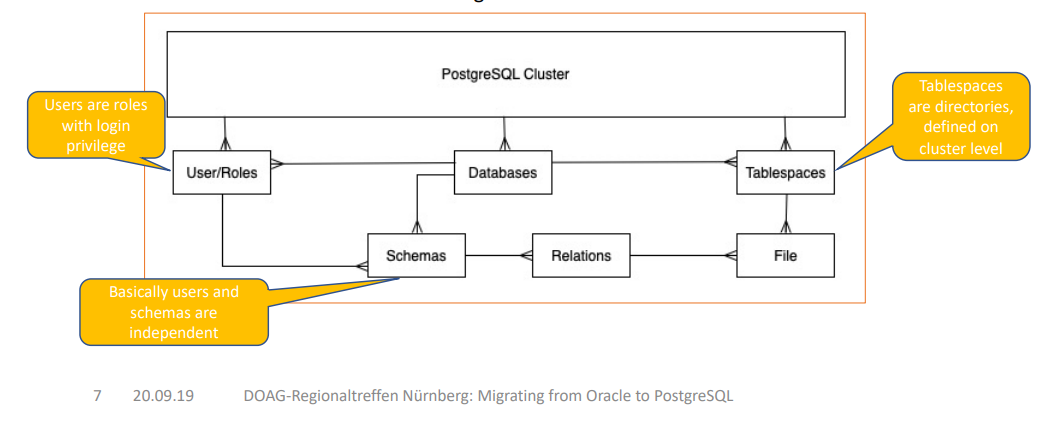 PostgreSQL Cluster
Users are roles
with login
privilege
Tablespaces
are directories,
defined on
cluster level
User/Roles
Databases
Tablespaces
Schemas
Relations
File
Basically users and
schemas are
independent
7 20.09.19 DOAG-Regionaltreffen Nürnberg: Migrating from Oracle to PostgreSQL